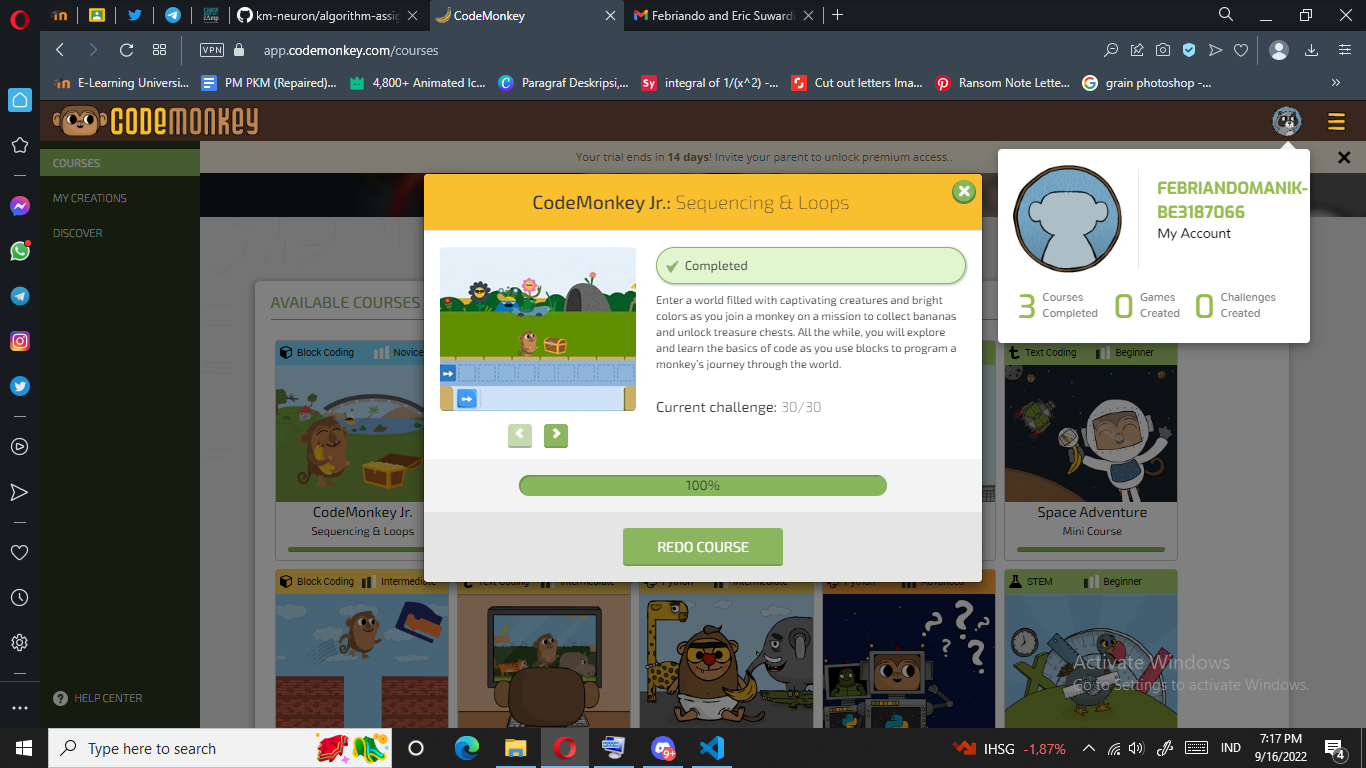 km-neuron/algorithm-assig
CodeMonkey
Febriando and Eric Suwardi
VPN
app.codemonkey.com/courses
E-Learning Universi...
PM PKM (Repaired)...
4,800+ Animated Ic...
Paragraf Deskripsi,...
Sy
integral of 1/(x^2) -...
Cut out letters Ima...
Ransom Note Lette...
grain photoshop -...
CODEMONKEY
COURSES
MY CREATIONS
DISCOVER
HELP CENTER
Your trial ends in 14 days! Invite your parent to unlock premium access..
FEBRIANDOMANIK-
BE3187066
My Account
3 Courses Completed
0 Games Created
0 Challenges Created
CodeMonkey Jr.: Sequencing & Loops
Completed
Enter a world filled with captivating creatures and bright
colors as you join a monkey on a mission to collect bananas
and unlock treasure chests. All the while, you will explore
and learn the basics of code as you use blocks to program a
monkey's journey through the world.
Current challenge: 30/30
100%
REDO COURSE
AVAILABLE COURSES
Block Coding Novice
CodeMonkey Jr.
Sequencing & Loops
Text Coding Beginner
Space Adventure
Mini Course
Block Coding Intermediate
Text Coding Intermediate
Python Intermediate
Python Advanced
STEM Beginner
Activate Windows
Go to Settings to activate Windows.
Type here to search
9+
IHSG -1,87%
IND
7:17 PM
9/16/2022
4